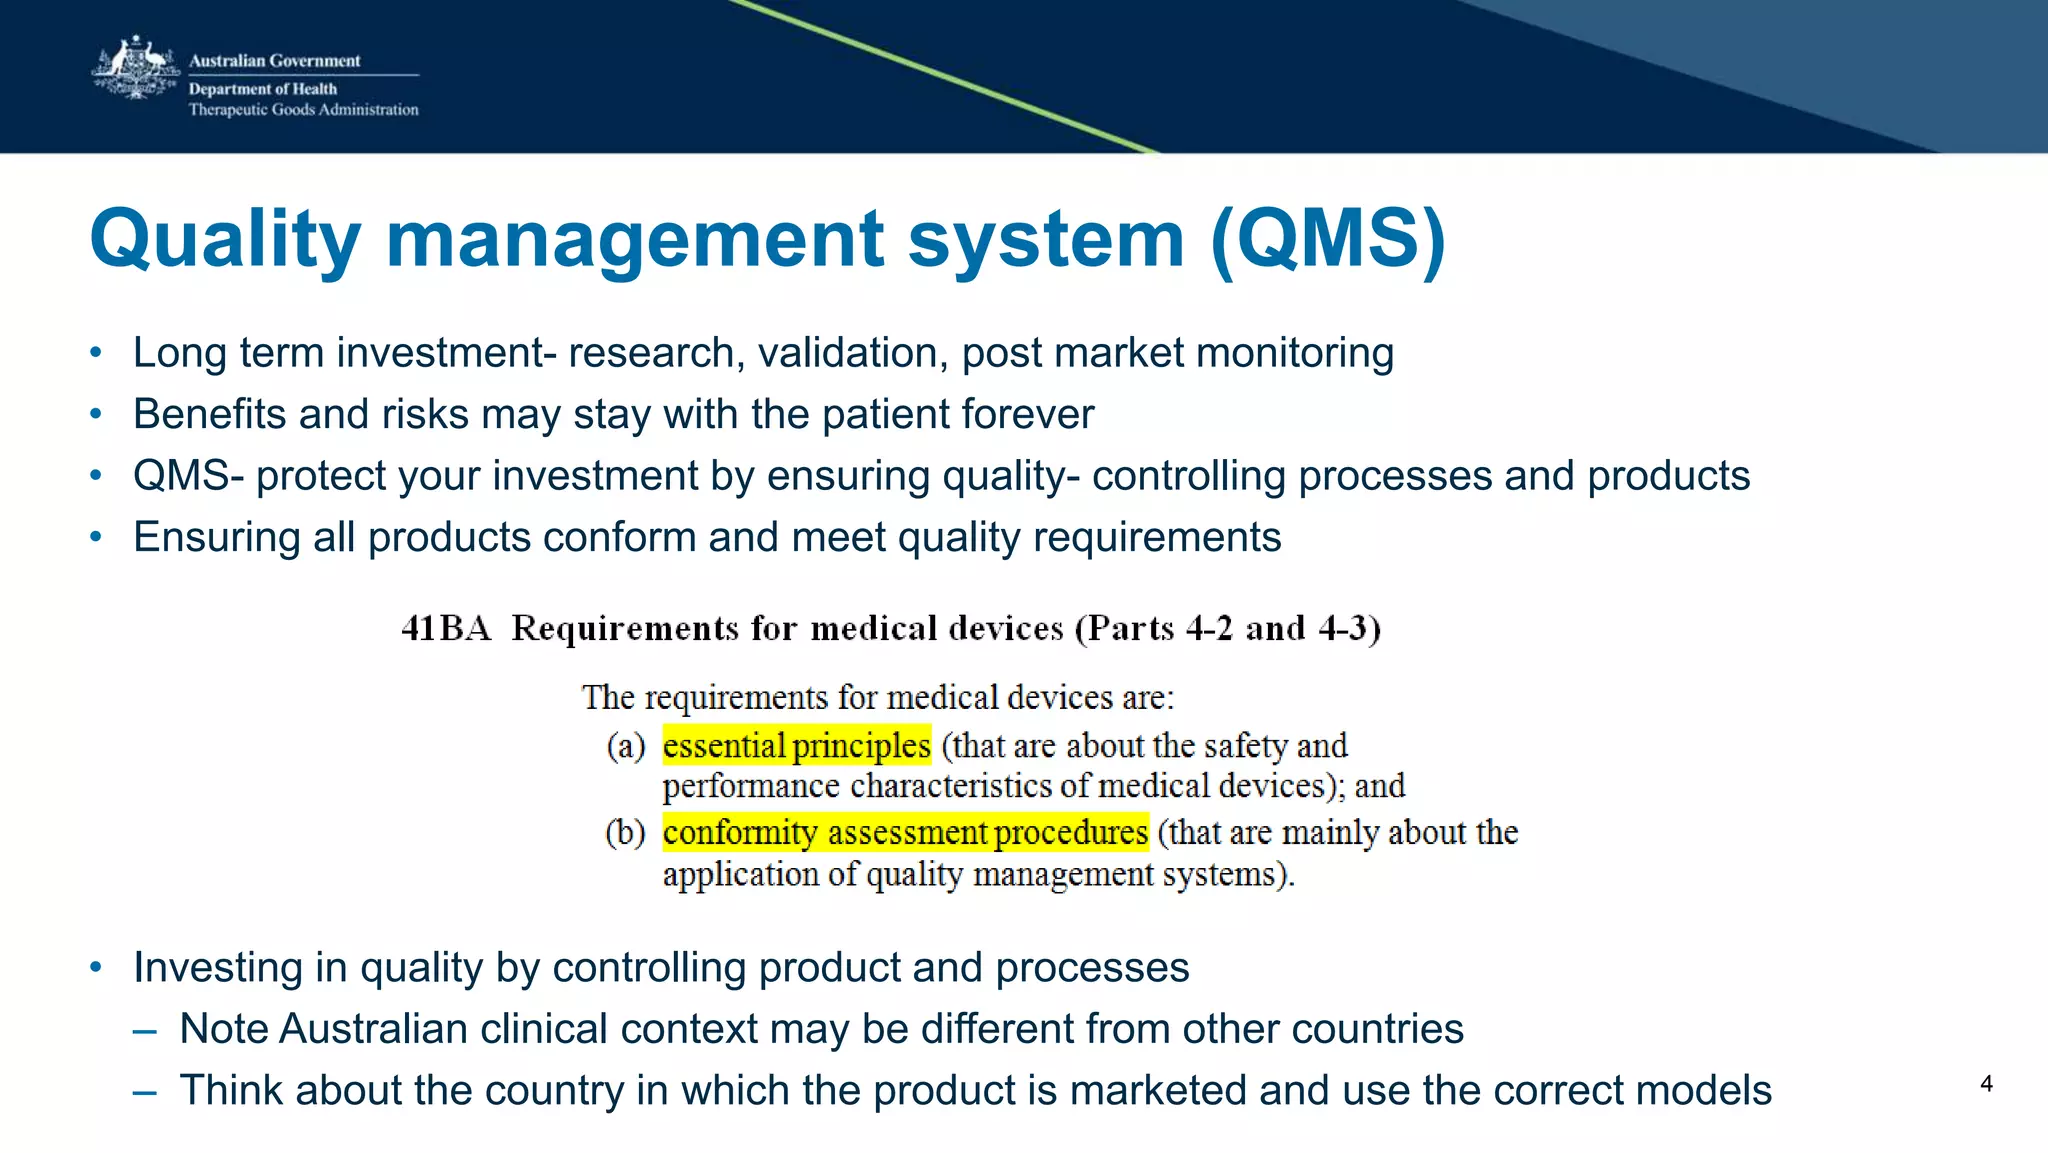 Australian Government
Department of Health
Therapeutic Goods Administration
Quality management system (QMS)
• Long term investment- research, validation, post market monitoring
• Benefits and risks may stay with the patient forever
• QMS- protect your investment by ensuring quality- controlling processes and products
• Ensuring all products conform and meet quality requirements
41BA Requirements for medical devices (Parts 4-2 and 4-3)
The requirements for medical devices are:
(a) essential principles (that are about the safety and
performance characteristics of medical devices); and
(b) conformity assessment procedures (that are mainly about the
application of quality management systems).
• Investing in quality by controlling product and processes
– Note Australian clinical context may be different from other countries
– Think about the country in which the product is marketed and use the correct models
4